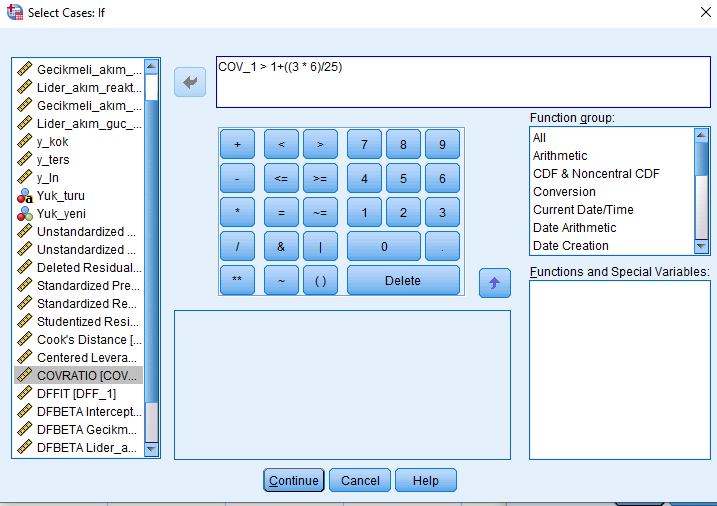 Select Cases: If
Gecikmeli_akım_...
Lider_akım_reakt...
Gecikmeli_akım_...
Lider_akım_guc_...
y_kok
y_ters
y_ln
Yuk_turu
Yuk_yeni
Unstandardized ...
Unstandardized ...
Deleted Residual...
Standardized Pre...
Standardized Re...
Studentized Resi...
Cook's Distance [...
Centered Levera...
COVRATIO [COV...
DFFIT [DFF_1]
DFBETA Intercept...
DFBETA Gecikm...
DFBETA Lider_a...
COV_1 > 1+((3 * 6)/25)
+ < > 7 8 9
- <= >= 4 5 6
* = ~= 1 2 3
/ & | 0 .
** ~ ( ) Delete
Function group:
All
Arithmetic
CDF & Noncentral CDF
Conversion
Current Date/Time
Date Arithmetic
Date Creation
Functions and Special Variables:
Continue Cancel Help